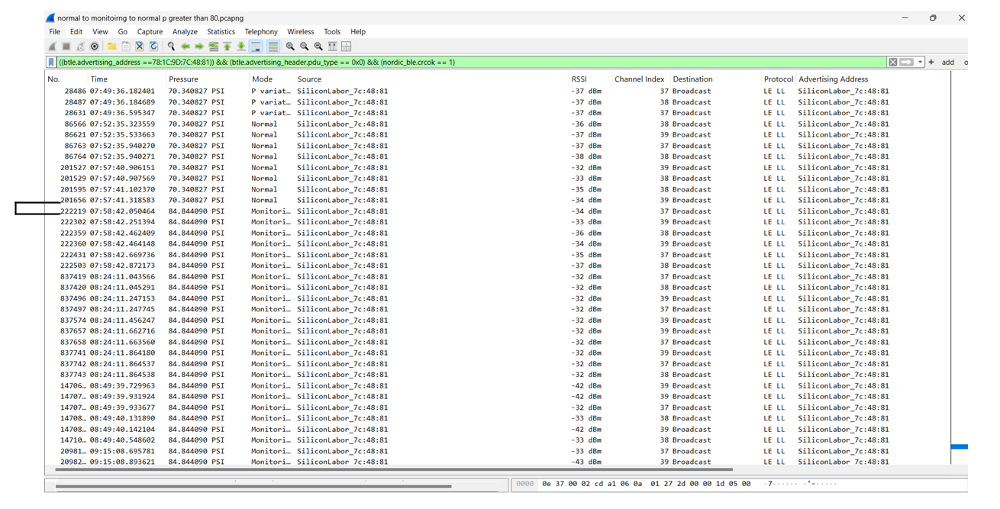 normal to monitoirng to normal p greater than 80.pcapng
File Edit View Go Capture Analyze Statistics Telephony Wireless Tools Help
((btle.advertising_address ==78:1C:9D:7C:48:81)) && (btle.advertising_header.pdu_type == 0x0) && (nordic_ble.crcok == 1) + add
No. Time Pressure Mode Source RSSI Channel Index Destination Protocol Advertising Address
28486 07:49:36.182401 70.340827 PSI P variat… SiliconLabor_7c:48:81 -37 dBm 37 Broadcast LE LL SiliconLabor_7c:48:81
28487 07:49:36.184689 70.340827 PSI P variat… SiliconLabor_7c:48:81 -37 dBm 38 Broadcast LE LL SiliconLabor_7c:48:81
28631 07:49:36.595347 70.340827 PSI P variat… SiliconLabor_7c:48:81 -37 dBm 37 Broadcast LE LL SiliconLabor_7c:48:81
86566 07:52:35.323559 70.340827 PSI Normal SiliconLabor_7c:48:81 -36 dBm 38 Broadcast LE LL SiliconLabor_7c:48:81
86621 07:52:35.533663 70.340827 PSI Normal SiliconLabor_7c:48:81 -37 dBm 39 Broadcast LE LL SiliconLabor_7c:48:81
86763 07:52:35.940270 70.340827 PSI Normal SiliconLabor_7c:48:81 -37 dBm 37 Broadcast LE LL SiliconLabor_7c:48:81
86764 07:52:35.940271 70.340827 PSI Normal SiliconLabor_7c:48:81 -38 dBm 38 Broadcast LE LL SiliconLabor_7c:48:81
201527 07:57:40.906151 70.340827 PSI Normal SiliconLabor_7c:48:81 -32 dBm 39 Broadcast LE LL SiliconLabor_7c:48:81
201529 07:57:40.907569 70.340827 PSI Normal SiliconLabor_7c:48:81 -33 dBm 38 Broadcast LE LL SiliconLabor_7c:48:81
201595 07:57:41.102370 70.340827 PSI Normal SiliconLabor_7c:48:81 -35 dBm 38 Broadcast LE LL SiliconLabor_7c:48:81
201656 07:57:41.318583 70.340827 PSI Normal SiliconLabor_7c:48:81 -34 dBm 39 Broadcast LE LL SiliconLabor_7c:48:81
222219 07:58:42.050464 84.844090 PSI Monitori… SiliconLabor_7c:48:81 -34 dBm 37 Broadcast LE LL SiliconLabor_7c:48:81
222302 07:58:42.251394 84.844090 PSI Monitori… SiliconLabor_7c:48:81 -33 dBm 39 Broadcast LE LL SiliconLabor_7c:48:81
222359 07:58:42.462409 84.844090 PSI Monitori… SiliconLabor_7c:48:81 -36 dBm 38 Broadcast LE LL SiliconLabor_7c:48:81
222360 07:58:42.464148 84.844090 PSI Monitori… SiliconLabor_7c:48:81 -34 dBm 39 Broadcast LE LL SiliconLabor_7c:48:81
222431 07:58:42.669736 84.844090 PSI Monitori… SiliconLabor_7c:48:81 -35 dBm 37 Broadcast LE LL SiliconLabor_7c:48:81
222503 07:58:42.872173 84.844090 PSI Monitori… SiliconLabor_7c:48:81 -37 dBm 38 Broadcast LE LL SiliconLabor_7c:48:81
837419 08:24:11.043566 84.844090 PSI Monitori… SiliconLabor_7c:48:81 -32 dBm 37 Broadcast LE LL SiliconLabor_7c:48:81
837420 08:24:11.045291 84.844090 PSI Monitori… SiliconLabor_7c:48:81 -32 dBm 38 Broadcast LE LL SiliconLabor_7c:48:81
837496 08:24:11.247153 84.844090 PSI Monitori… SiliconLabor_7c:48:81 -32 dBm 39 Broadcast LE LL SiliconLabor_7c:48:81
837497 08:24:11.247745 84.844090 PSI Monitori… SiliconLabor_7c:48:81 -32 dBm 37 Broadcast LE LL SiliconLabor_7c:48:81
837574 08:24:11.456247 84.844090 PSI Monitori… SiliconLabor_7c:48:81 -32 dBm 39 Broadcast LE LL SiliconLabor_7c:48:81
837657 08:24:11.662716 84.844090 PSI Monitori… SiliconLabor_7c:48:81 -32 dBm 39 Broadcast LE LL SiliconLabor_7c:48:81
837658 08:24:11.663560 84.844090 PSI Monitori… SiliconLabor_7c:48:81 -32 dBm 37 Broadcast LE LL SiliconLabor_7c:48:81
837741 08:24:11.864180 84.844090 PSI Monitori… SiliconLabor_7c:48:81 -32 dBm 39 Broadcast LE LL SiliconLabor_7c:48:81
837742 08:24:11.864537 84.844090 PSI Monitori… SiliconLabor_7c:48:81 -32 dBm 37 Broadcast LE LL SiliconLabor_7c:48:81
837743 08:24:11.864538 84.844090 PSI Monitori… SiliconLabor_7c:48:81 -32 dBm 38 Broadcast LE LL SiliconLabor_7c:48:81
14706… 08:49:39.729963 84.844090 PSI Monitori… SiliconLabor_7c:48:81 -42 dBm 39 Broadcast LE LL SiliconLabor_7c:48:81
14707… 08:49:39.931924 84.844090 PSI Monitori… SiliconLabor_7c:48:81 -42 dBm 39 Broadcast LE LL SiliconLabor_7c:48:81
14707… 08:49:39.933677 84.844090 PSI Monitori… SiliconLabor_7c:48:81 -32 dBm 37 Broadcast LE LL SiliconLabor_7c:48:81
14708… 08:49:40.131890 84.844090 PSI Monitori… SiliconLabor_7c:48:81 -33 dBm 38 Broadcast LE LL SiliconLabor_7c:48:81
14708… 08:49:40.142104 84.844090 PSI Monitori… SiliconLabor_7c:48:81 -42 dBm 39 Broadcast LE LL SiliconLabor_7c:48:81
14710… 08:49:40.548602 84.844090 PSI Monitori… SiliconLabor_7c:48:81 -33 dBm 38 Broadcast LE LL SiliconLabor_7c:48:81
20981… 09:15:08.695781 84.844090 PSI Monitori… SiliconLabor_7c:48:81 -33 dBm 37 Broadcast LE LL SiliconLabor_7c:48:81
20982… 09:15:08.893621 84.844090 PSI Monitori… SiliconLabor_7c:48:81 -43 dBm 39 Broadcast LE LL SiliconLabor_7c:48:81
0000 0e 37 00 02 cd a1 06 0a 01 27 2d 00 00 1d 05 00 ·7······ ·'-·····